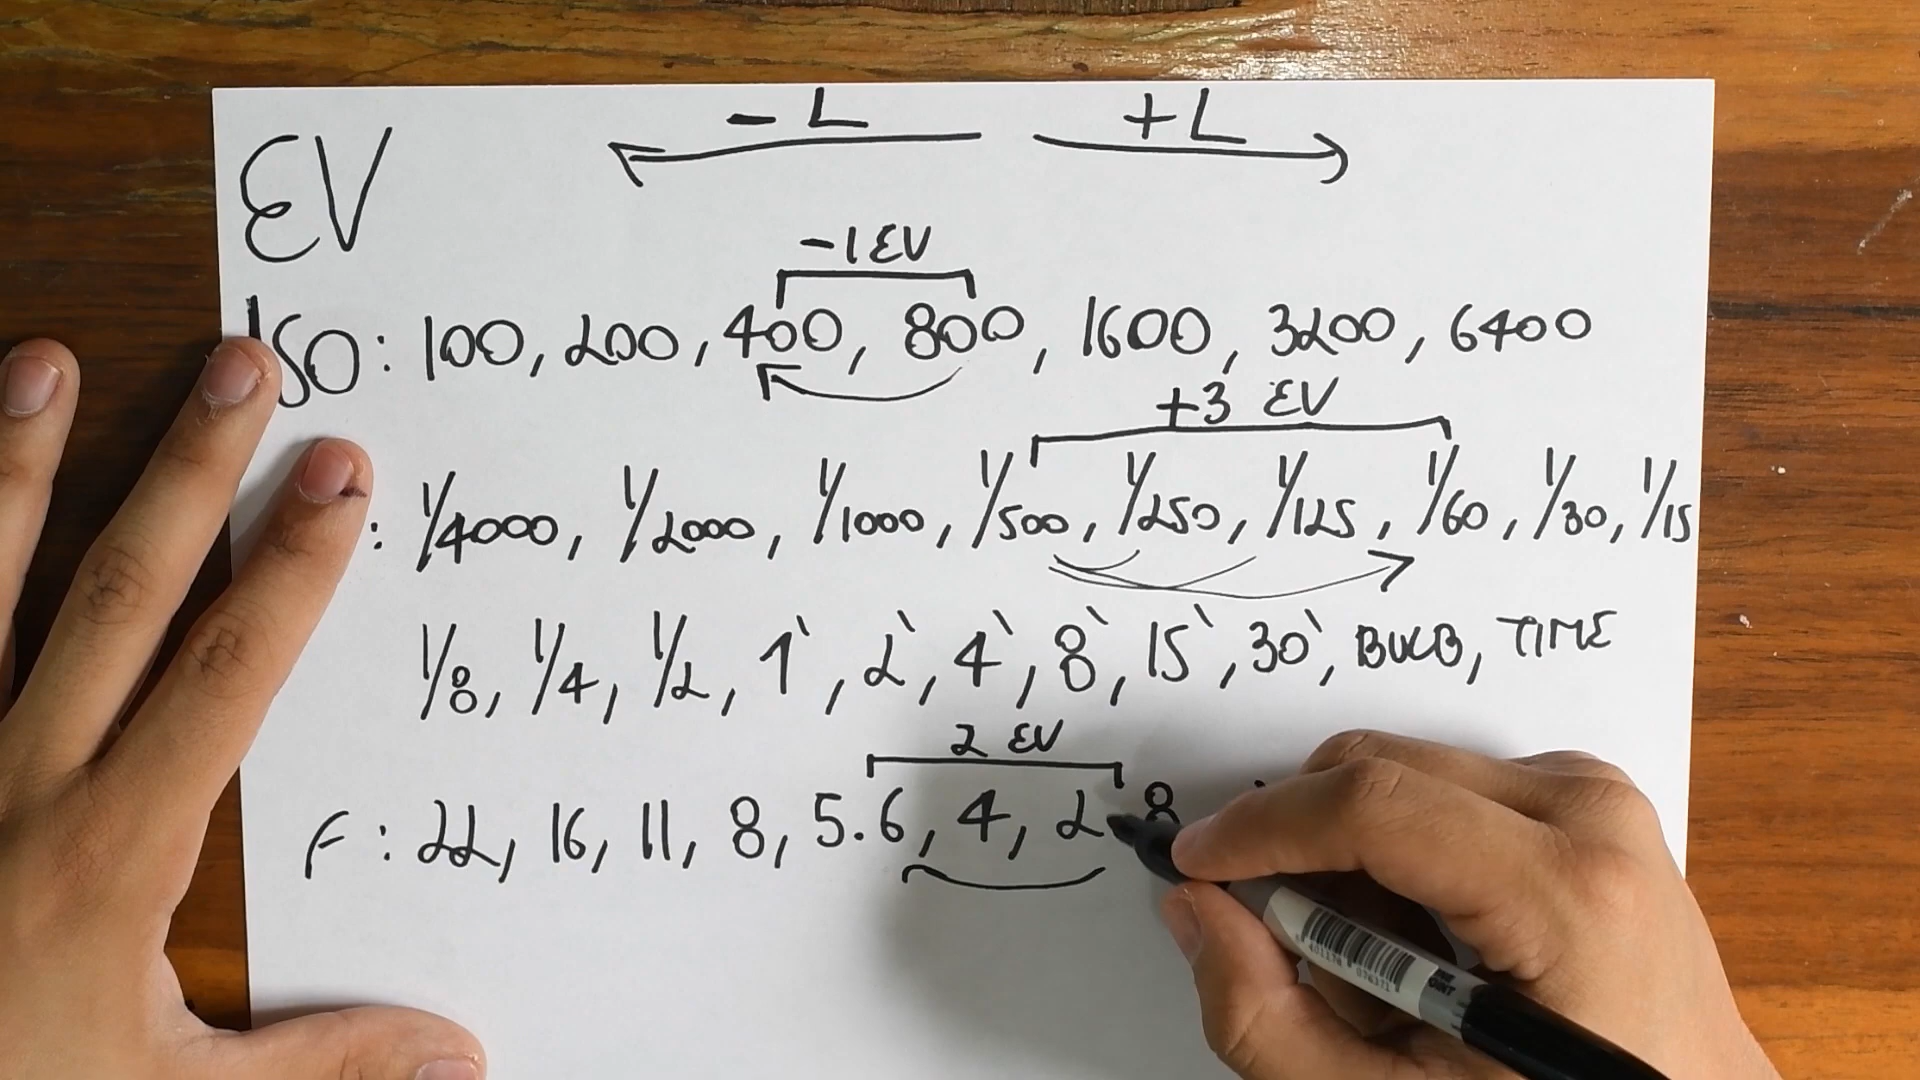 - L +L
EV
-1 EV
ISO: 100, 200, 400, 800, 1600, 3200, 6400
+3 EV
: 1/4000, 1/2000, 1/1000, 1/500, 1/250, 1/125, 1/60, 1/30, 1/15
1/8, 1/4, 1/2, 1`, 2`, 4`, 8`, 15`, 30`, BULB, TIME
2 EV
F: 22, 16, 11, 8, 5.6, 4, 2.8